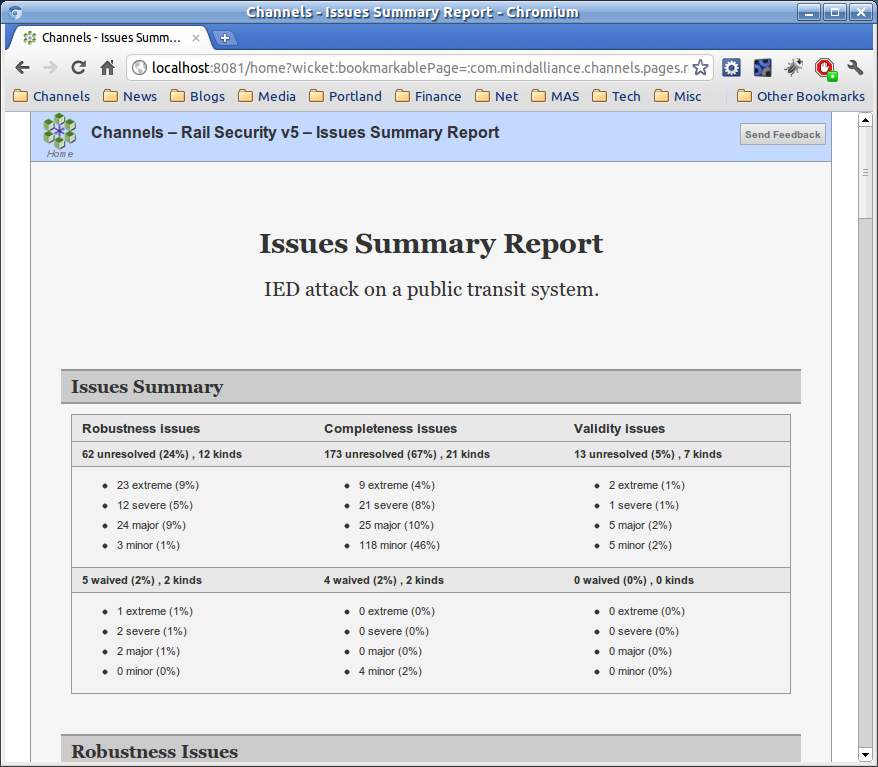 Channels - Issues Summary Report - Chromium
Channels - Issues Summ...
localhost:8081/home?wicket:bookmarkablePage=:com.mindalliance.channels.pages.r
Channels News Blogs Media Portland Finance Net MAS Tech Misc Other Bookmarks
Home
Channels – Rail Security v5 – Issues Summary Report
Send Feedback
Issues Summary Report
IED attack on a public transit system.
Issues Summary
Robustness issues Completeness issues Validity issues
62 unresolved (24%) , 12 kinds 173 unresolved (67%) , 21 kinds 13 unresolved (5%) , 7 kinds
• 23 extreme (9%) • 9 extreme (4%) • 2 extreme (1%)
• 12 severe (5%) • 21 severe (8%) • 1 severe (1%)
• 24 major (9%) • 25 major (10%) • 5 major (2%)
• 3 minor (1%) • 118 minor (46%) • 5 minor (2%)
5 waived (2%) , 2 kinds 4 waived (2%) , 2 kinds 0 waived (0%) , 0 kinds
• 1 extreme (1%) • 0 extreme (0%) • 0 extreme (0%)
• 2 severe (1%) • 0 severe (0%) • 0 severe (0%)
• 2 major (1%) • 0 major (0%) • 0 major (0%)
• 0 minor (0%) • 4 minor (2%) • 0 minor (0%)
Robustness Issues